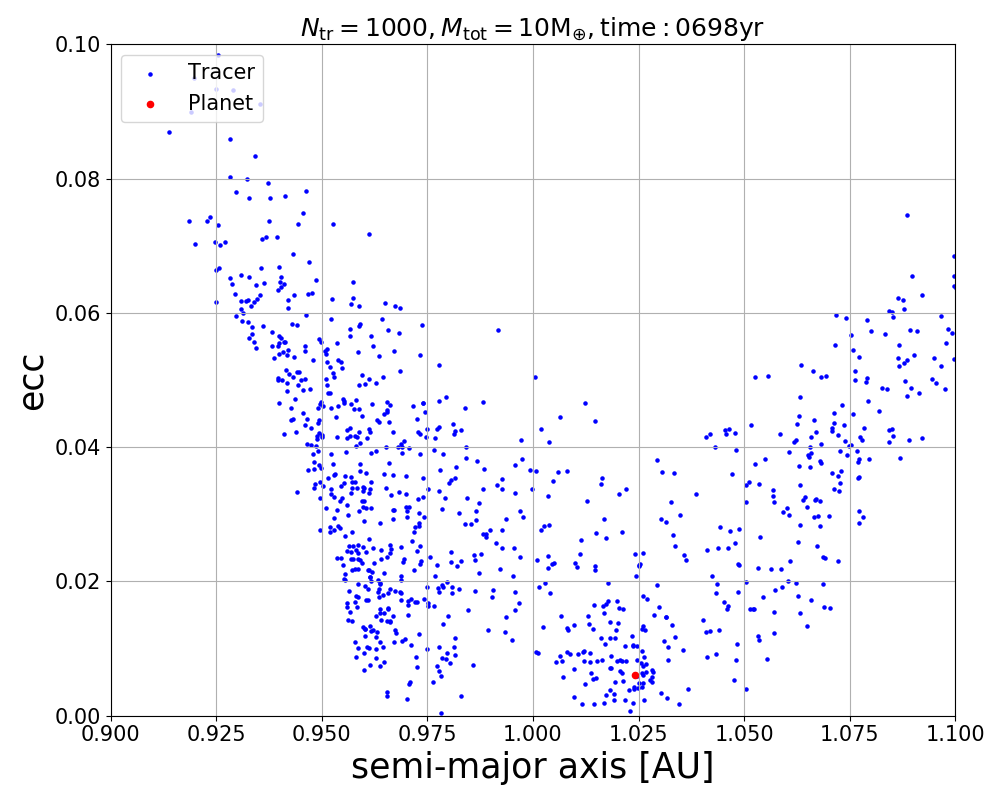 N_tr = 1000, M_tot = 10M_⊕, time : 0698yr
0.10
Tracer
Planet
0.08
0.06
ecc
0.04
0.02
0.00
0.900 0.925 0.950 0.975 1.000 1.025 1.050 1.075 1.100
semi-major axis [AU]